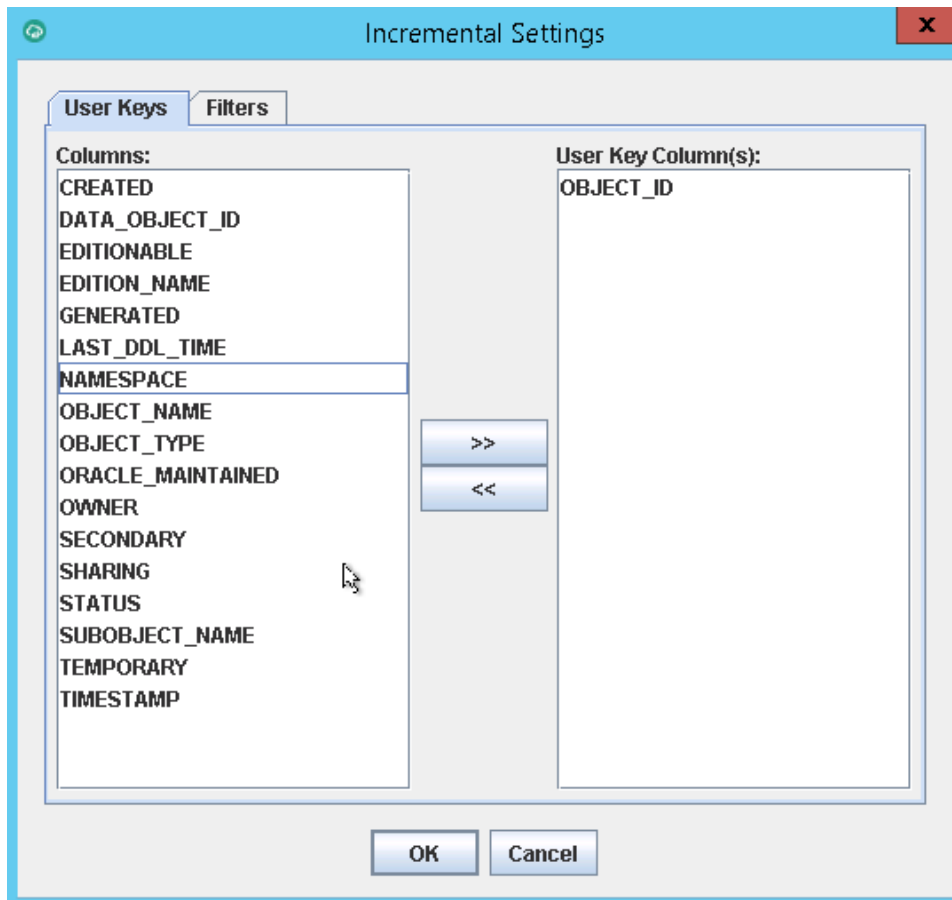 Incremental Settings
x
User Keys
Filters
Columns:
CREATED
DATA_OBJECT_ID
EDITIONABLE
EDITION_NAME
GENERATED
LAST_DDL_TIME
NAMESPACE
OBJECT_NAME
OBJECT_TYPE
ORACLE_MAINTAINED
OWNER
SECONDARY
SHARING
STATUS
SUBOBJECT_NAME
TEMPORARY
TIMESTAMP
>>
<<
User Key Column(s):
OBJECT_ID
OK
Cancel